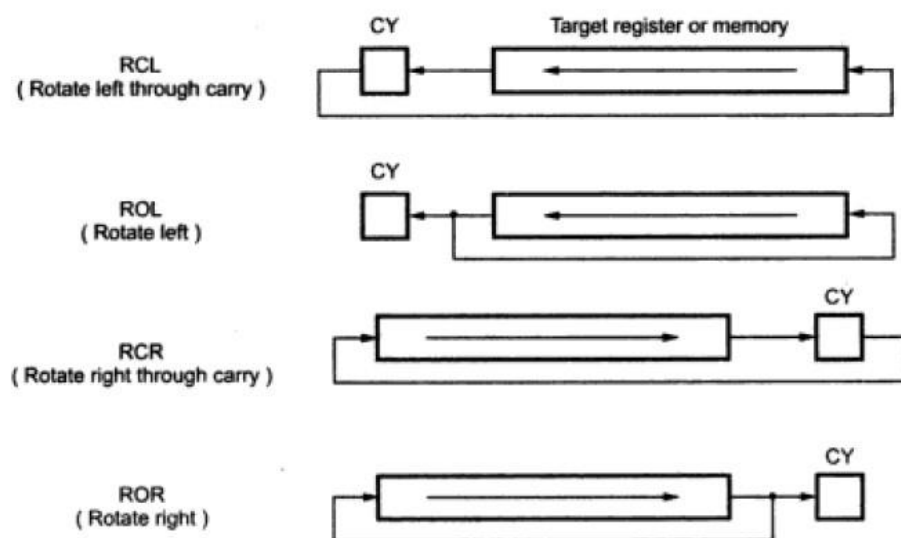 CY
Target register or memory
RCL
( Rotate left through carry )
CY
ROL
( Rotate left )
CY
RCR
( Rotate right through carry )
CY
ROR
( Rotate right )